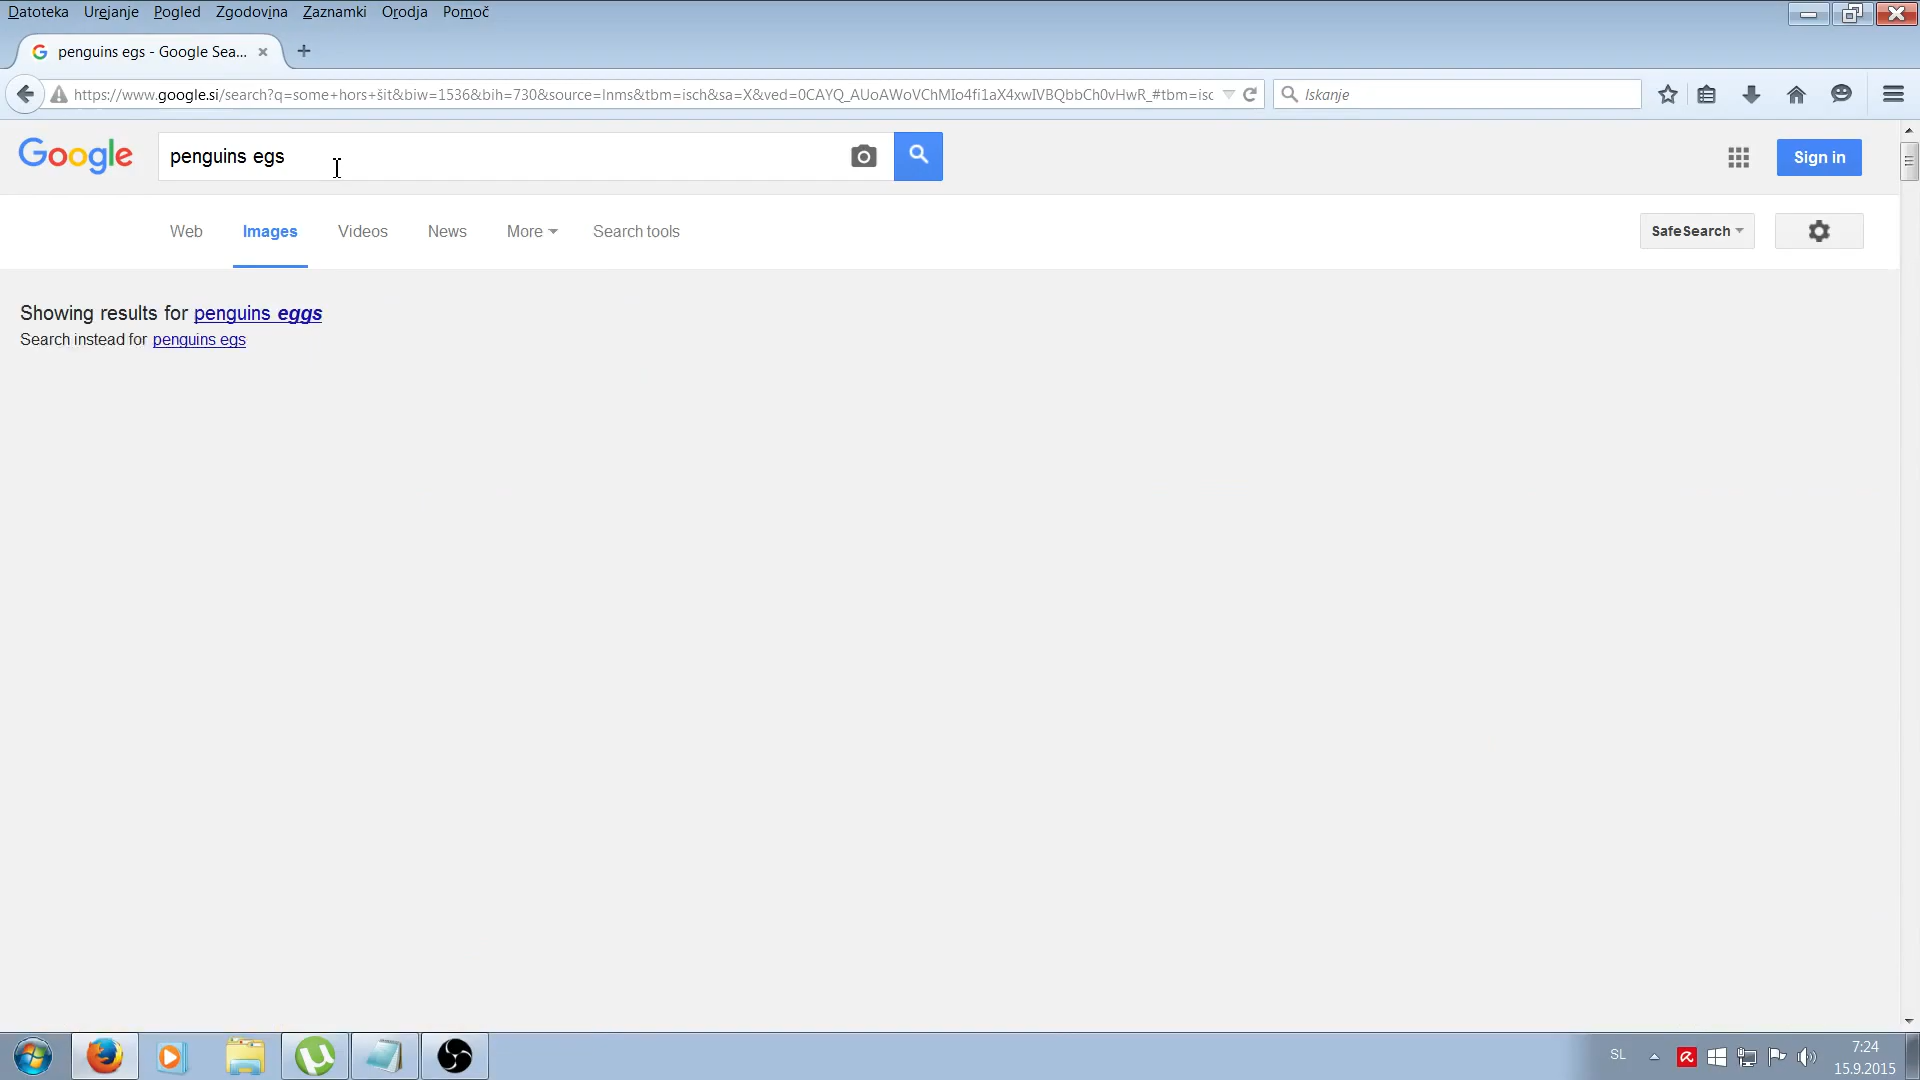 Datoteka Urejanje Pogled Zgodovina Zaznamki Orodja Pomoč
penguins egs - Google Sea...
https://www.google.si/search?q=some+hors+šit&biw=1536&bih=730&source=lnms&tbm=isch&sa=X&ved=0CAYQ_AUoAWoVChMIo4fi1aX4xwIVBQbbCh0vHwR_#tbm=isc
Iskanje
Google
penguins egs
Sign in
Web Images Videos News More Search tools
SafeSearch
Showing results for penguins eggs
Search instead for penguins egs
SL
7:24
15.9.2015